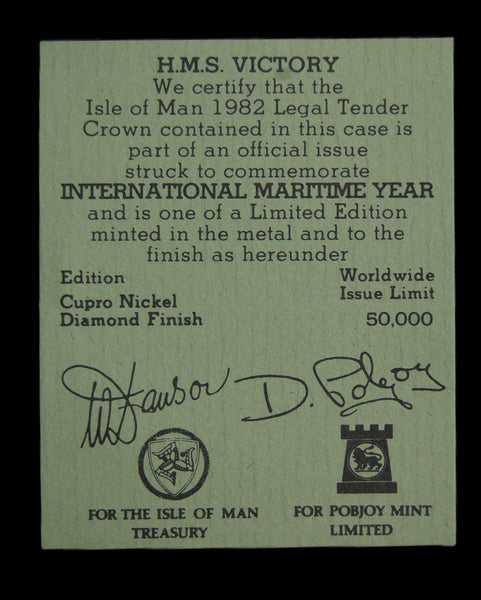 H.M.S. VICTORY
We certify that the
Isle of Man 1982 Legal Tender
Crown contained in this case is
part of an official issue
struck to commemorate
INTERNATIONAL MARITIME YEAR
and is one of a Limited Edition
minted in the metal and to the
finish as hereunder
Edition
Cupro Nickel
Diamond Finish
Worldwide
Issue Limit
50,000
D. Pobjoy
FOR THE ISLE OF MAN
TREASURY
FOR POBJOY MINT
LIMITED